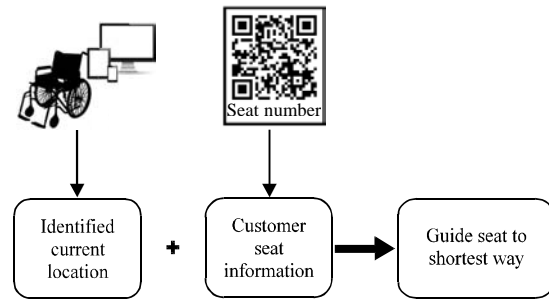 Seat number
Identified
current
location
+
Customer
seat
information
Guide seat to
shortest way